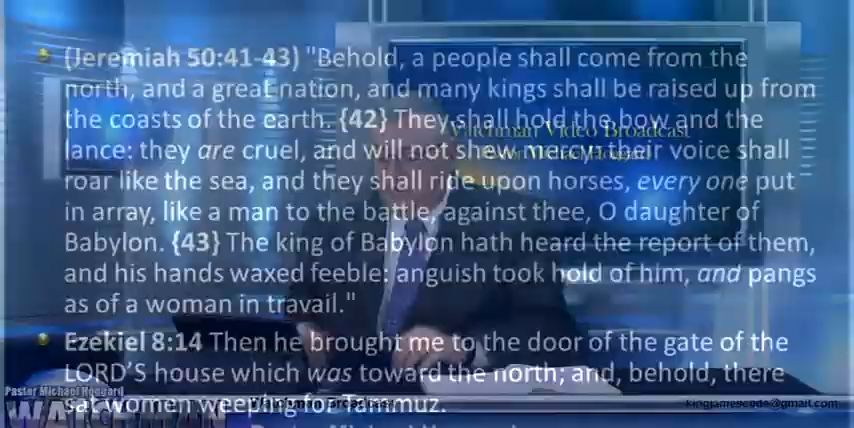 (Jeremiah 50:41-43) "Behold, a people shall come from the
north, and a great nation, and many kings shall be raised up from
the coasts of the earth. {42} They shall hold the bow and the
lance: they are cruel, and will not shew mercy: their voice shall
roar like the sea, and they shall ride upon horses, every one put
in array, like a man to the battle, against thee, O daughter of
Babylon. {43} The king of Babylon hath heard the report of them,
and his hands waxed feeble: anguish took hold of him, and pangs
as of a woman in travail."
Ezekiel 8:14 Then he brought me to the door of the gate of the
LORD'S house which was toward the north; and, behold, there
sat women weeping for Tammuz.
Watchman Video Broadcast
Pastor Michael Hoggard
WATCHMAN
kingjamescode@gmail.com